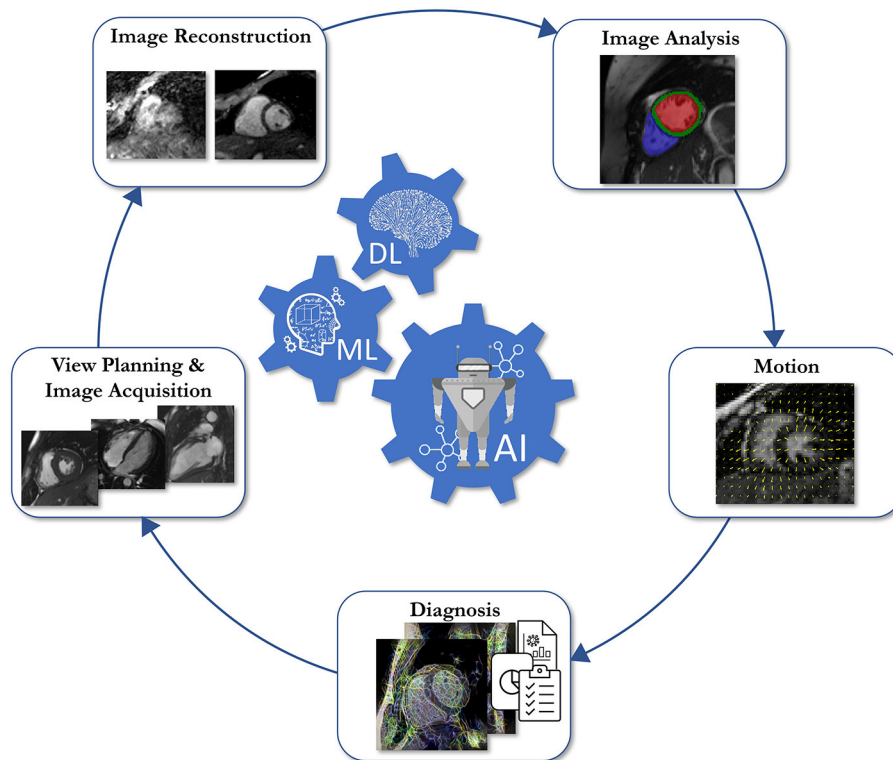 Image Reconstruction
Image Analysis
DL
ML
View Planning &
Image Acquisition
Motion
AI
Diagnosis